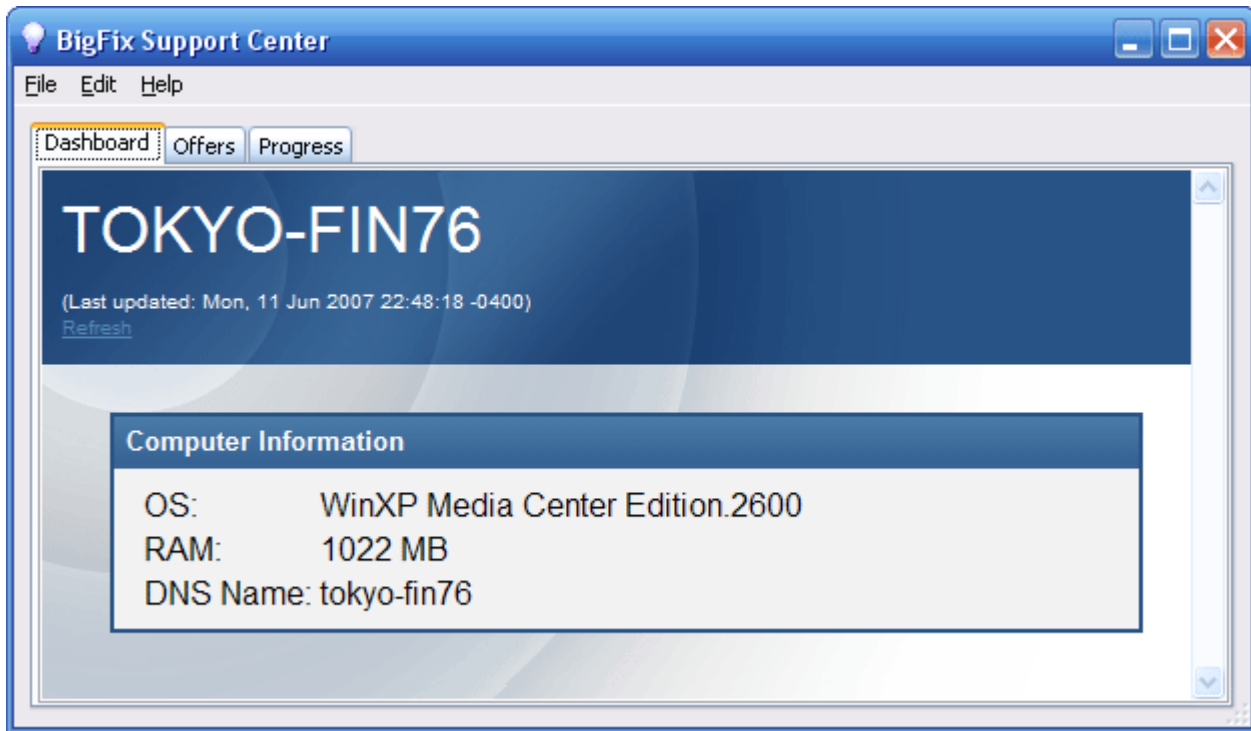 BigFix Support Center
File Edit Help
Dashboard Offers Progress
TOKYO-FIN76
(Last updated: Mon, 11 Jun 2007 22:48:18 -0400)
Refresh
Computer Information
OS: WinXP Media Center Edition.2600
RAM: 1022 MB
DNS Name: tokyo-fin76